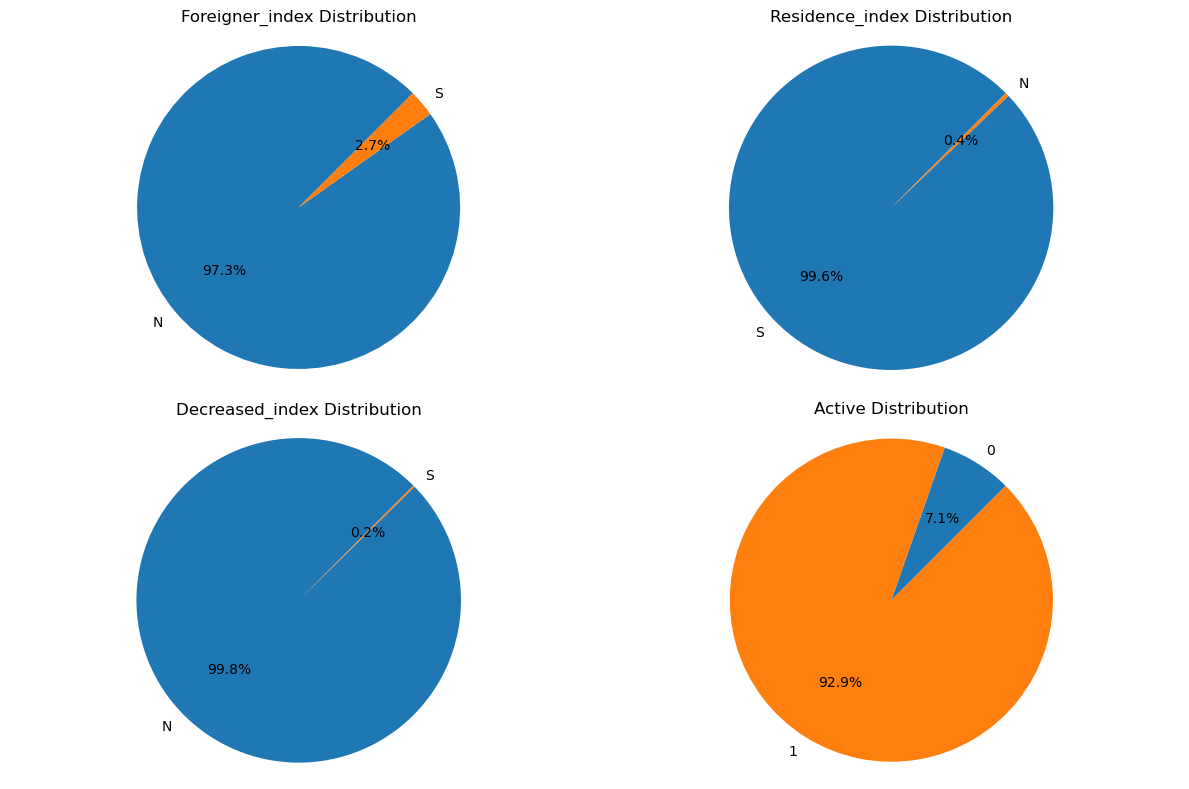 Foreigner_index Distribution
S
2.7%
97.3%
N
Residence_index Distribution
N
0.4%
99.6%
S
Decreased_index Distribution
S
0.2%
99.8%
N
Active Distribution
0
7.1%
92.9%
1